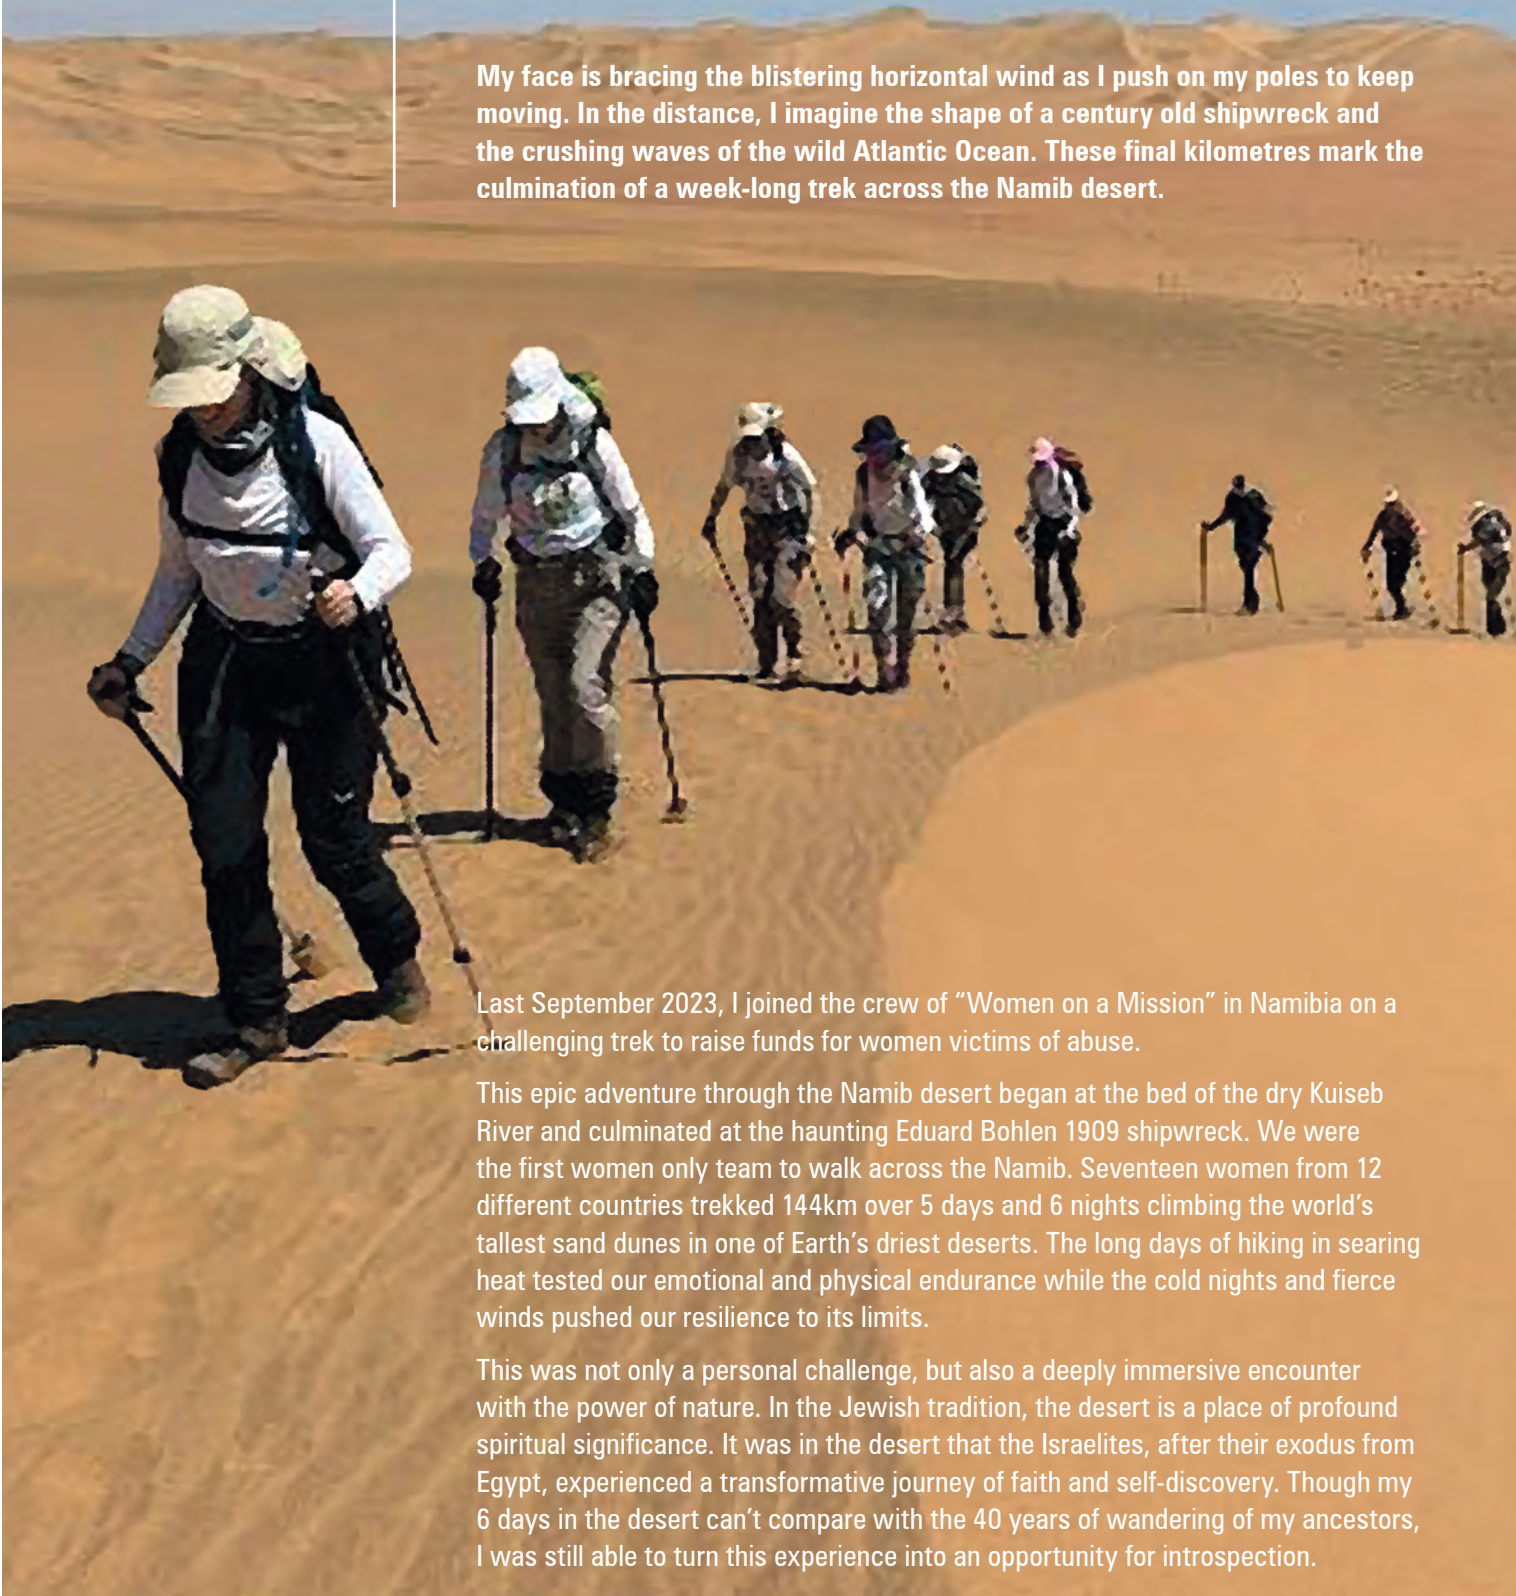 My face is bracing the blistering horizontal wind as I push on my poles to keep
moving. In the distance, I imagine the shape of a century old shipwreck and
the crushing waves of the wild Atlantic Ocean. These final kilometres mark the
culmination of a week-long trek across the Namib desert.
Last September 2023, I joined the crew of “Women on a Mission” in Namibia on a
challenging trek to raise funds for women victims of abuse.
This epic adventure through the Namib desert began at the bed of the dry Kuiseb
River and culminated at the haunting Eduard Bohlen 1909 shipwreck. We were
the first women only team to walk across the Namib. Seventeen women from 12
different countries trekked 144km over 5 days and 6 nights climbing the world’s
tallest sand dunes in one of Earth’s driest deserts. The long days of hiking in searing
heat tested our emotional and physical endurance while the cold nights and fierce
winds pushed our resilience to its limits.
This was not only a personal challenge, but also a deeply immersive encounter
with the power of nature. In the Jewish tradition, the desert is a place of profound
spiritual significance. It was in the desert that the Israelites, after their exodus from
Egypt, experienced a transformative journey of faith and self-discovery. Though my
6 days in the desert can’t compare with the 40 years of wandering of my ancestors,
I was still able to turn this experience into an opportunity for introspection.